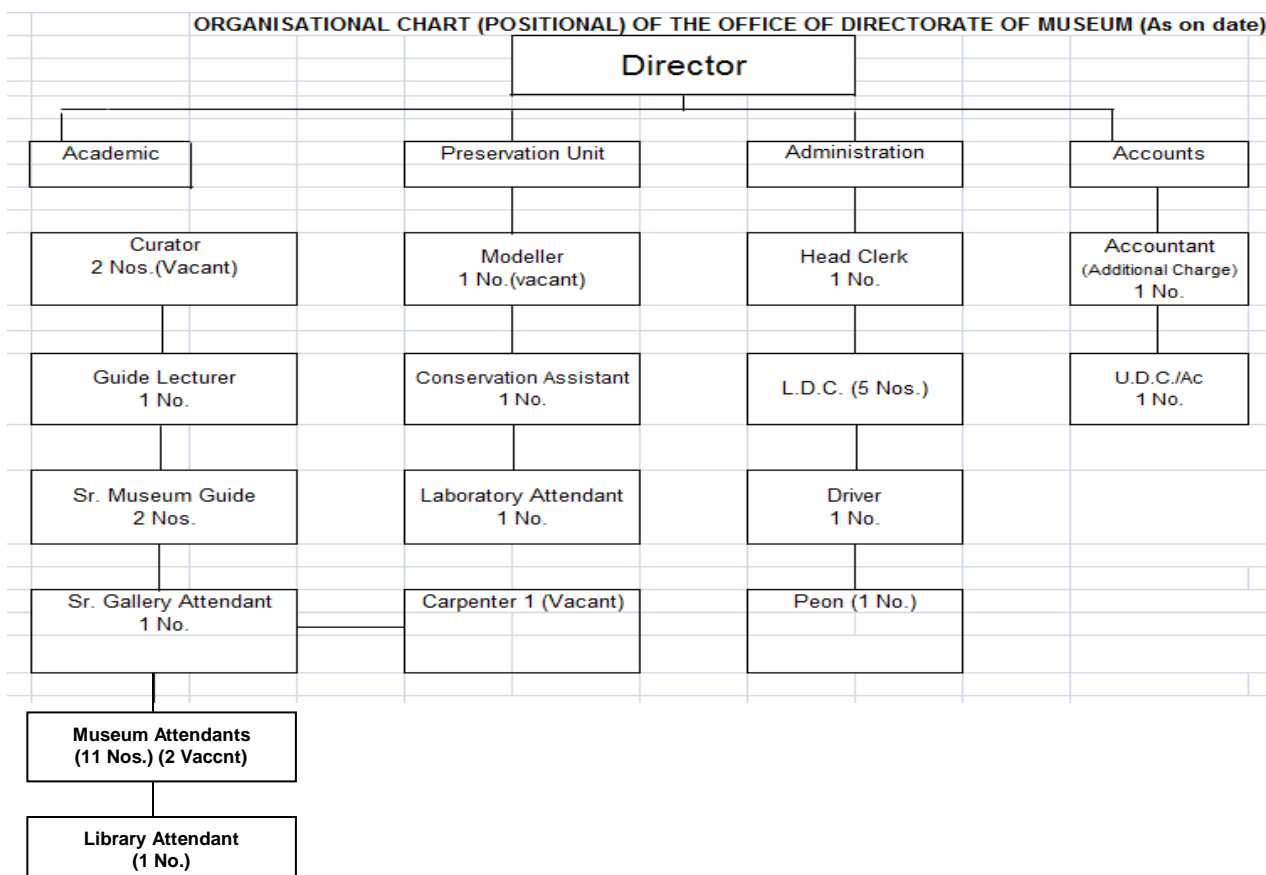 ORGANISATIONAL CHART (POSITIONAL) OF THE OFFICE OF DIRECTORATE OF MUSEUM (As on date)
Director
Academic
Preservation Unit
Administration
Accounts
Curator
2 Nos.(Vacant)
Modeller
1 No.(vacant)
Head Clerk
1 No.
Accountant
(Additional Charge)
1 No.
Guide Lecturer
1 No.
Conservation Assistant
1 No.
L.D.C. (5 Nos.)
U.D.C./Ac
1 No.
Sr. Museum Guide
2 Nos.
Laboratory Attendant
1 No.
Driver
1 No.
Sr. Gallery Attendant
1 No.
Carpenter 1 (Vacant)
Peon (1 No.)
Museum Attendants
(11 Nos.) (2 Vaccnt)
Library Attendant
(1 No.)